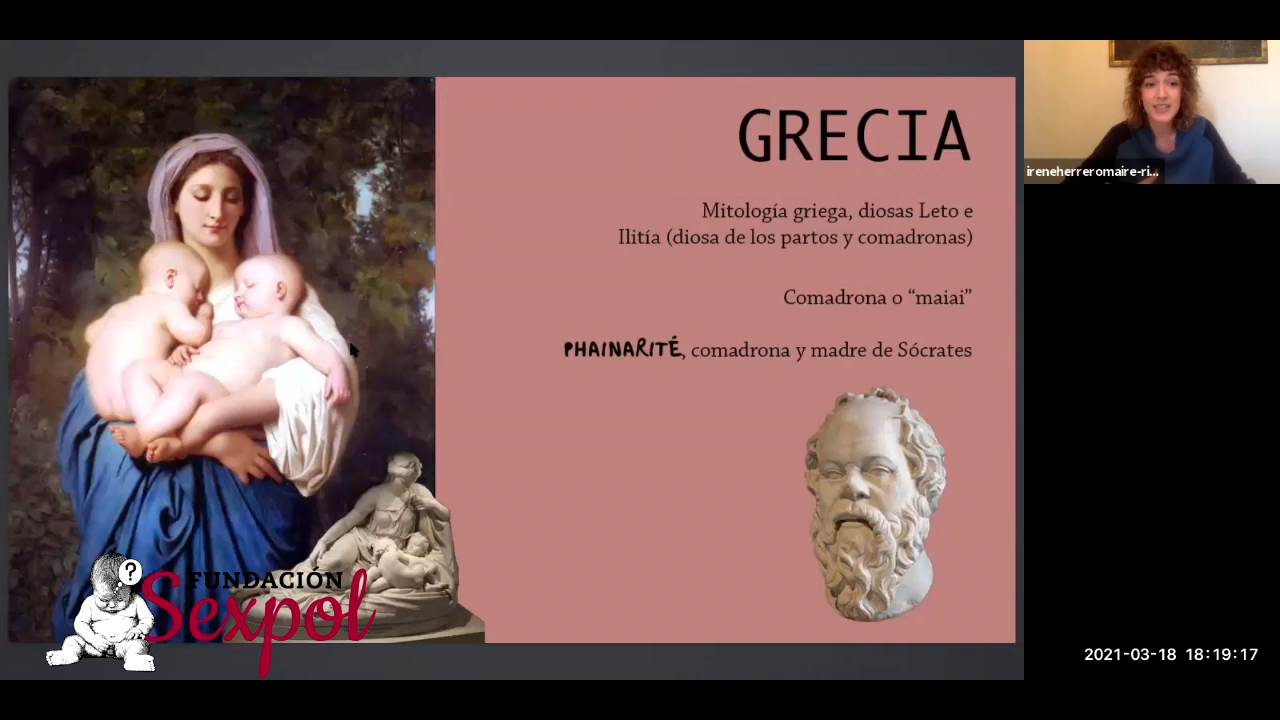 GRECIA
Mitología griega, diosas Leto e
Ilitía (diosa de los partos y comadronas)
Comadrona o “maiai”
PHAINARITÉ, comadrona y madre de Sócrates
?
FUNDACIÓN
Sexpol
ireneherreromaire-ri...
2021-03-18 18:19:17